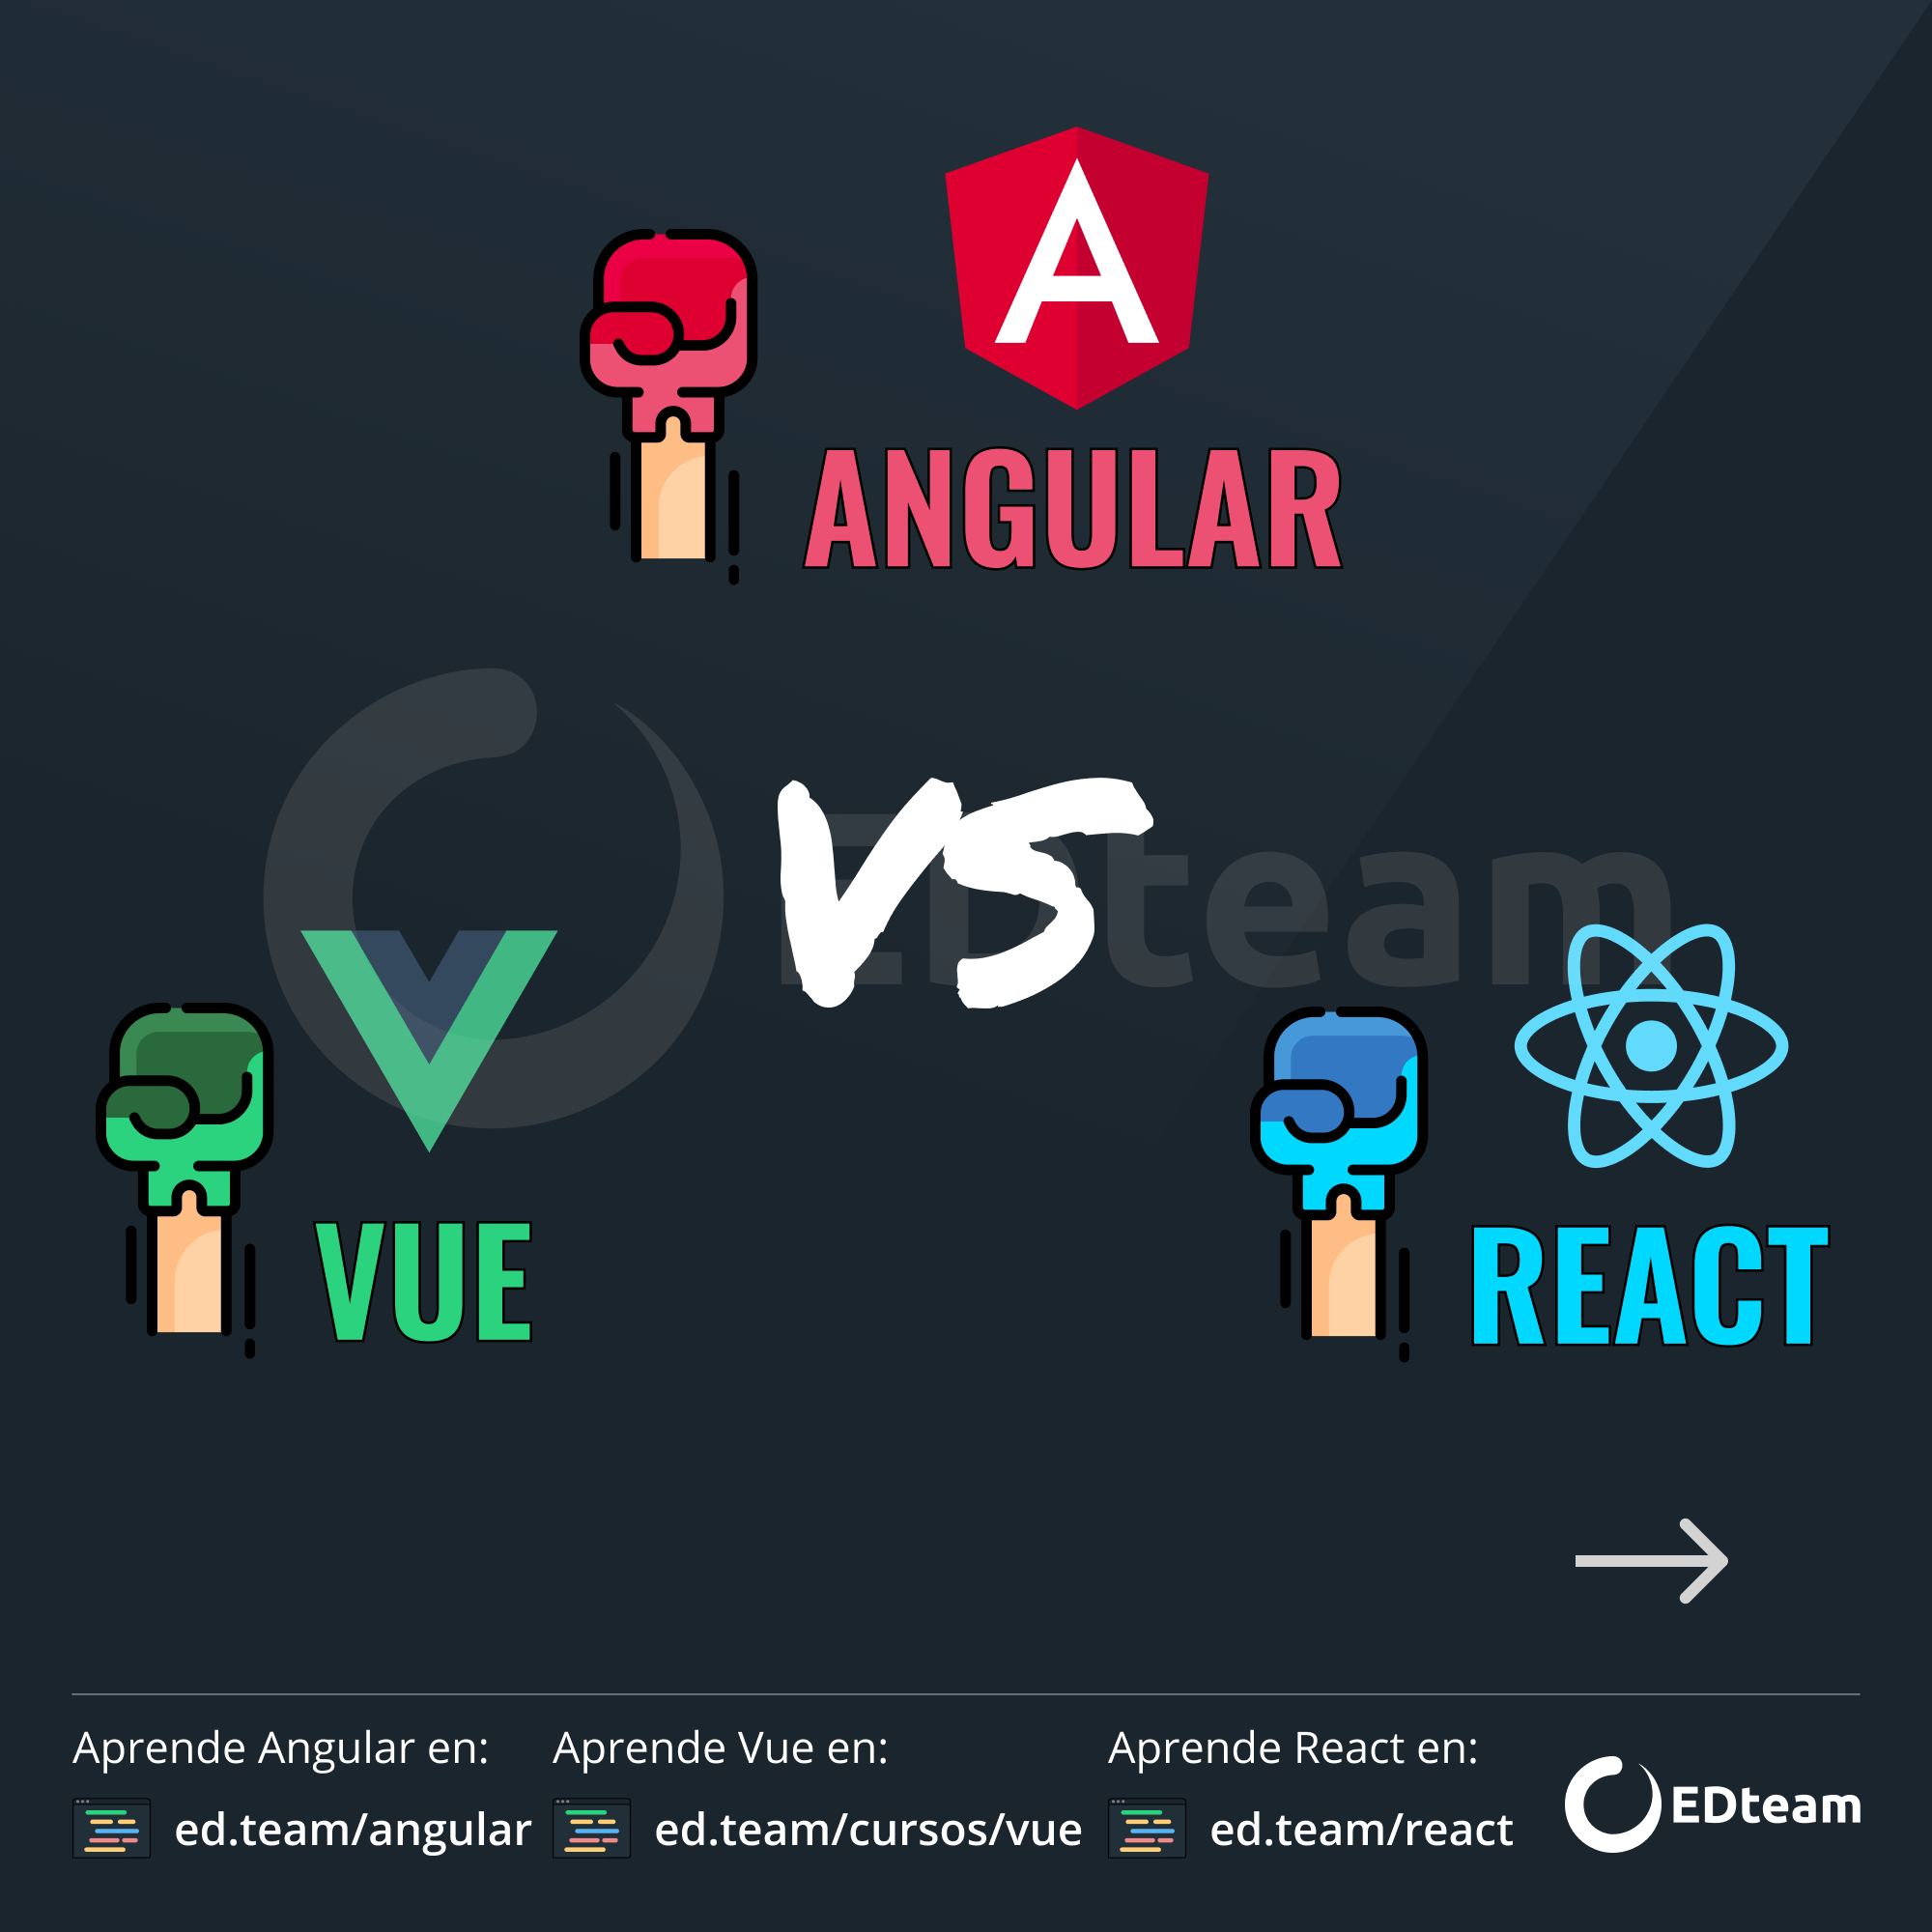 ANGULAR
VS
EDteam
VUE
REACT
Aprende Angular en:
ed.team/angular
Aprende Vue en:
ed.team/cursos/vue
Aprende React en:
ed.team/react
EDteam